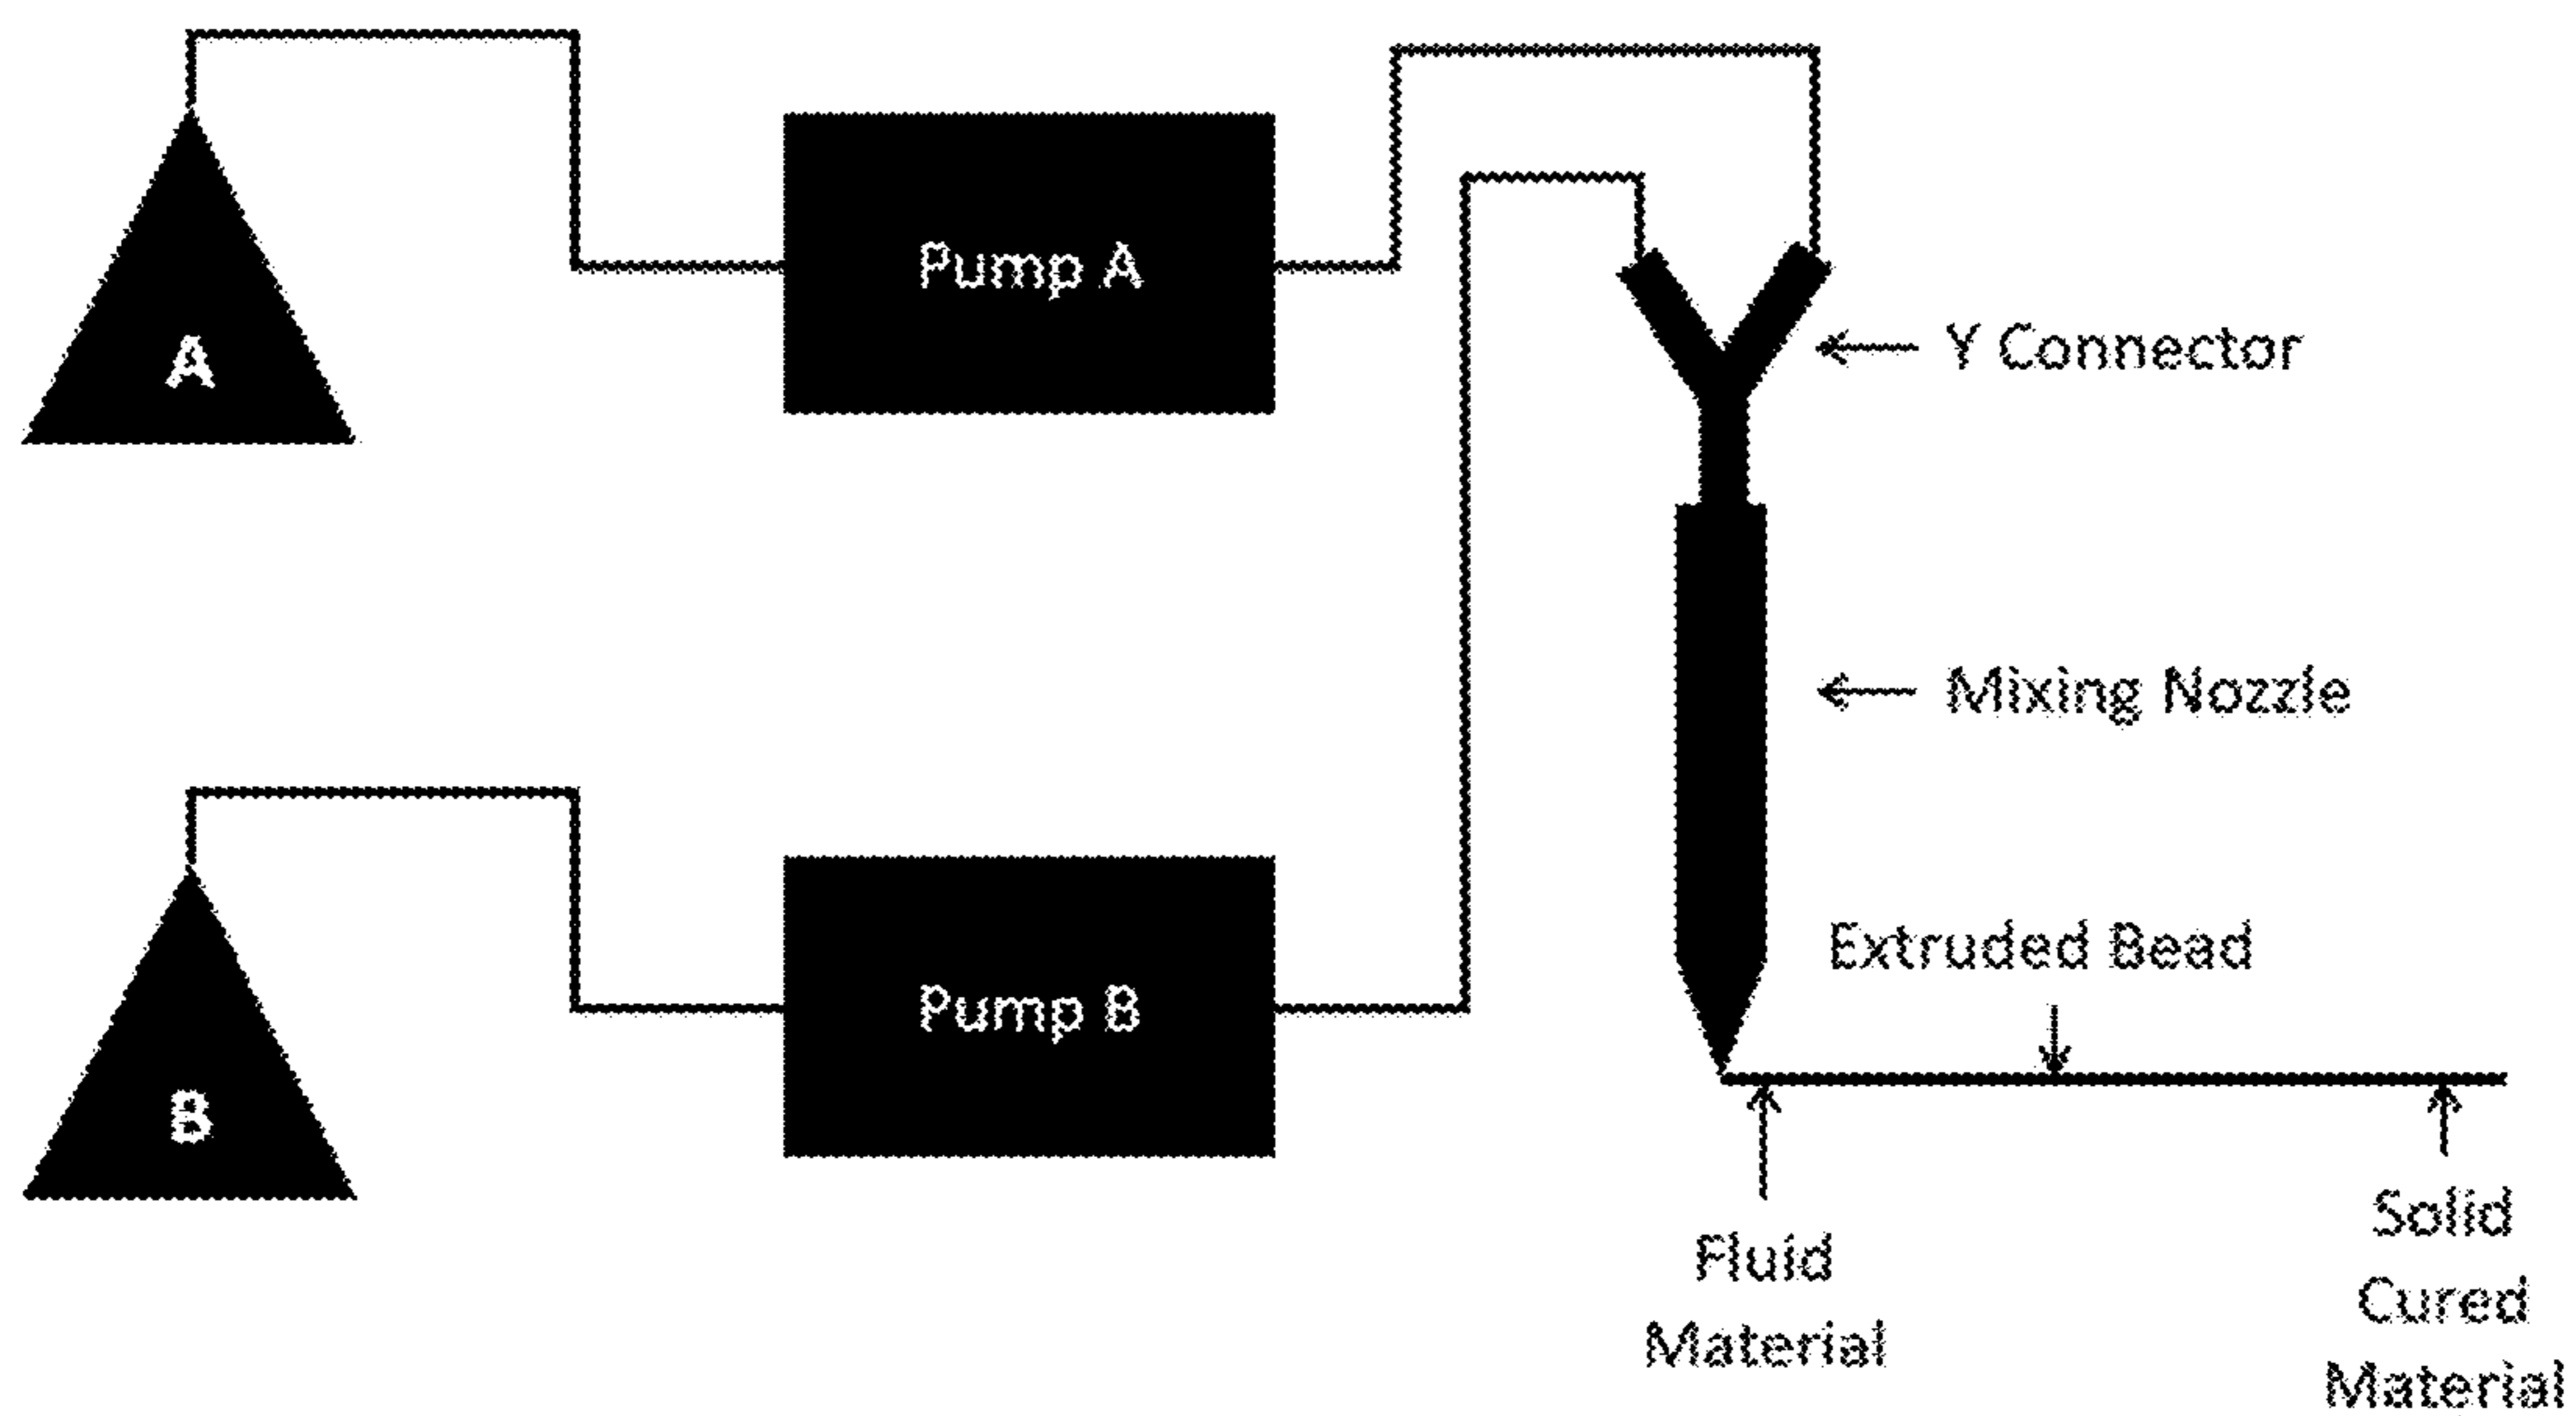 A
Pump A
Y Connector
Mixing Nozzle
B
Pump B
Extruded Bead
Fluid
Material
Solid
Cured
Material